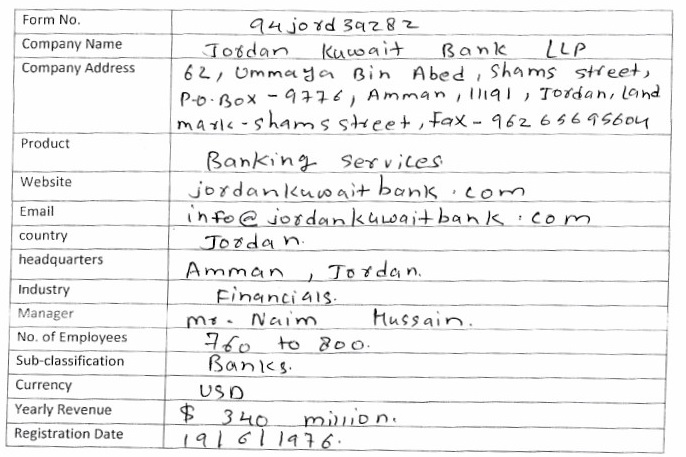 Form No. 94jord39282
Company Name Jordan Kuwait Bank LLP
Company Address 62, Ummaya Bin Abed, Shams street,
P.O.Box - 9776, Amman, 11191, Jordan, Land
mark - shams street, Fax - 962 65695604
Product Banking services.
Website jordankuwaitbank.com
Email info@jordankuwaitbank.com
country Jordan.
headquarters Amman, Jordan.
Industry Financials.
Manager mr. Naim Hussain.
No. of Employees 760 to 800.
Sub-classification Banks.
Currency USD
Yearly Revenue $ 340 million.
Registration Date 19/6/1976.